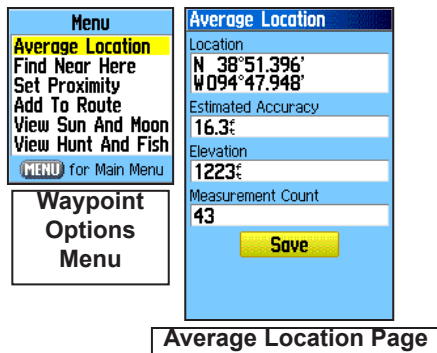 Menu
Average Location
Find Near Here
Set Proximity
Add To Route
View Sun And Moon
View Hunt And Fish
MENU for Main Menu
Waypoint
Options
Menu
Average Location
Location
N 38°51.396'
W094°47.948'
Estimated Accuracy
16.3ft
Elevation
1223ft
Measurement Count
43
Save
Average Location Page